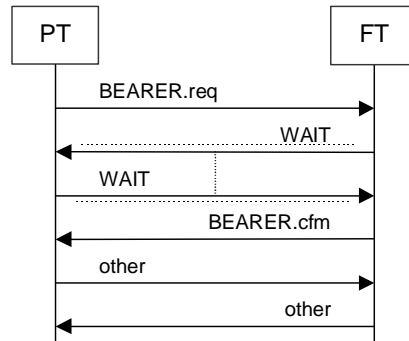 PT
FT
BEARER.req
WAIT
WAIT
BEARER.cfm
other
other